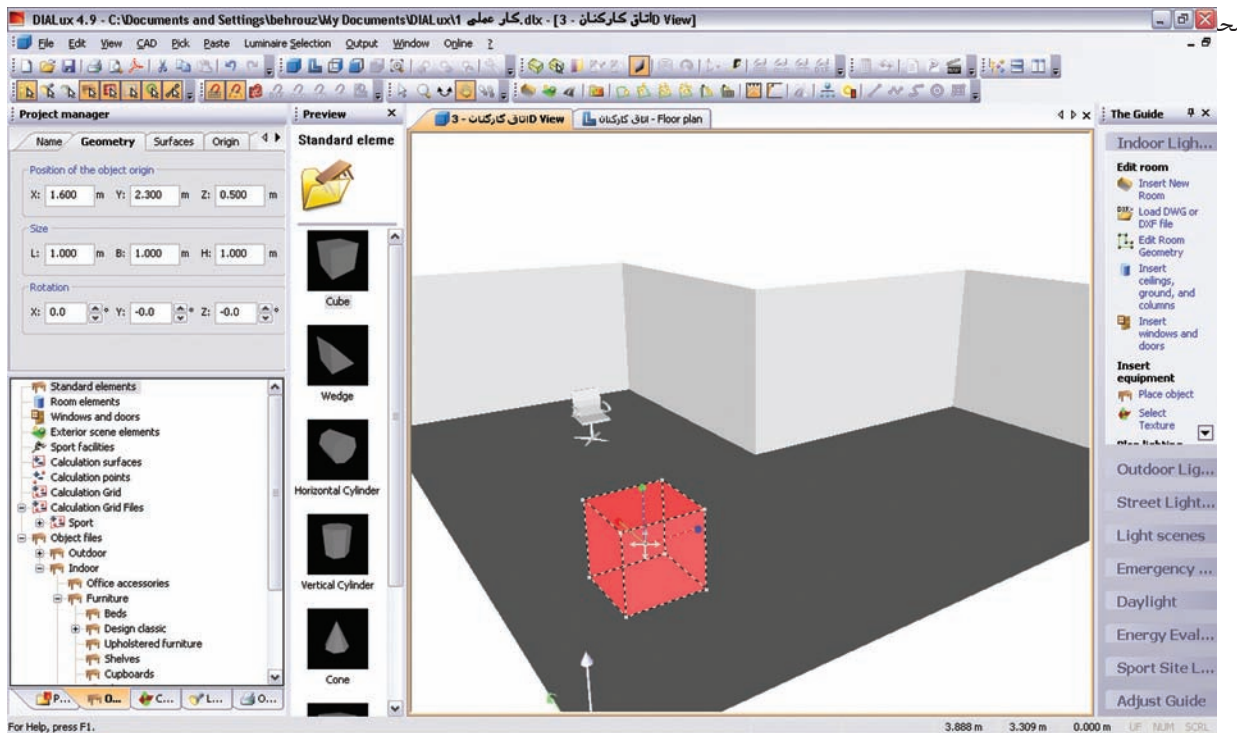 DIALux 4.9 - C:\Documents and Settings\behrouz\My Documents\DIALux\1 کار عملی.dlx - [3 - اتاق کارکنانD View]
File Edit View CAD Pick Paste Luminaire Selection Output Window Online ?
Project manager
Name Geometry Surfaces Origin
Position of the object origin
X: 1.600 m Y: 2.300 m Z: 0.500 m
Size
L: 1.000 m B: 1.000 m H: 1.000 m
Rotation
X: 0.0 ° Y: -0.0 ° Z: -0.0 °
Standard elements
Room elements
Windows and doors
Exterior scene elements
Sport facilities
Calculation surfaces
Calculation points
Calculation Grid
Calculation Grid Files
Sport
Object files
Outdoor
Indoor
Office accessories
Furniture
Beds
Design classic
Upholstered furniture
Shelves
Cupboards
P... O... C... L... O...
Preview
Standard eleme
Cube
Wedge
Horizontal Cylinder
Vertical Cylinder
Cone
3 - اتاق کارکنانD View
اتاق کارکنان - Floor plan
The Guide
Indoor Ligh...
Edit room
Insert New
Room
Load DWG or
DXF file
Edit Room
Geometry
Insert
ceilings,
ground, and
columns
Insert
windows and
doors
Insert
equipment
Place object
Select
Texture
Outdoor Lig...
Street Light...
Light scenes
Emergency ...
Daylight
Energy Eval...
Sport Site L...
Adjust Guide
For Help, press F1.
3.888 m 3.309 m 0.000 m UF NUM SCRL